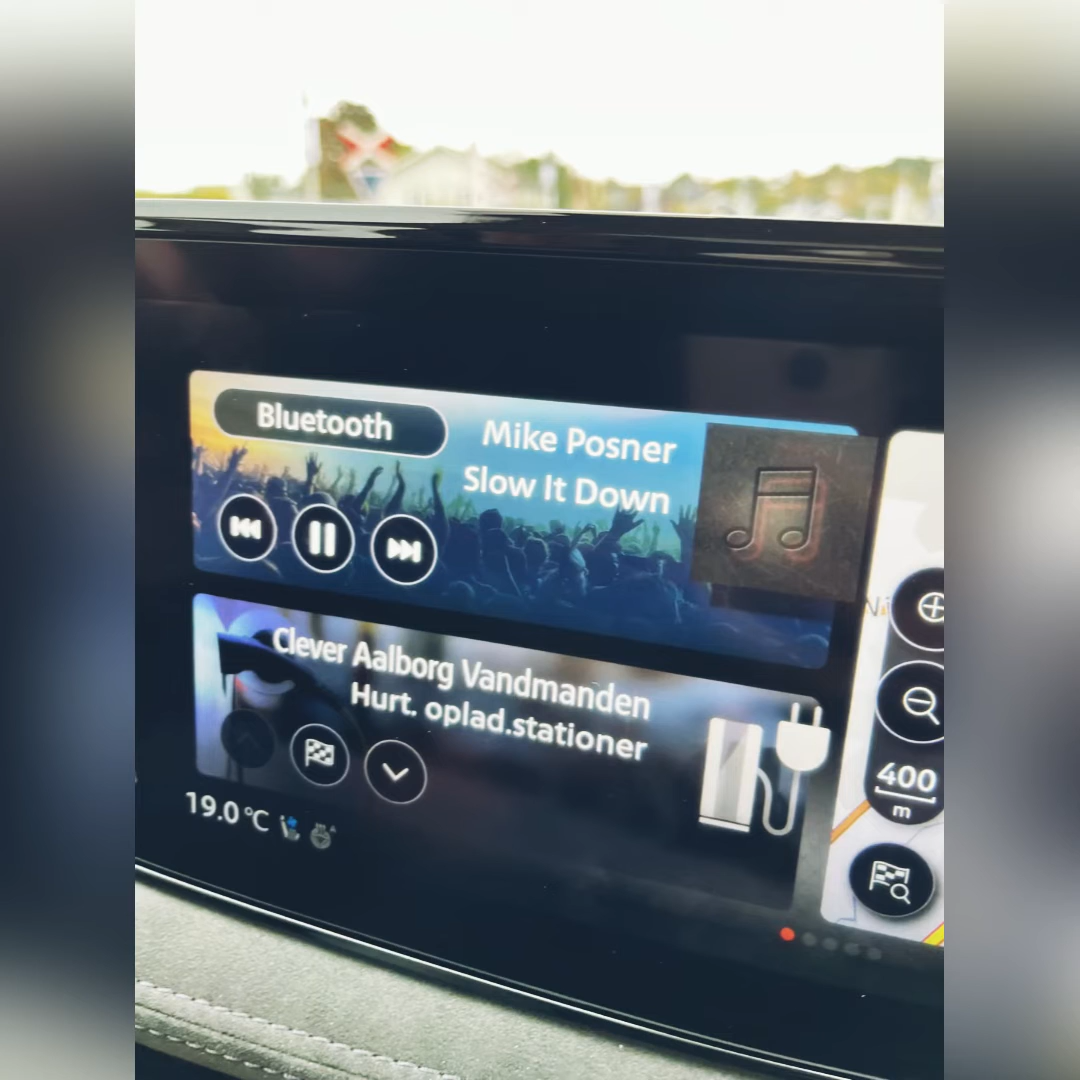 Bluetooth
Mike Posner
Slow It Down
Clever Aalborg Vandmanden
Hurt. oplad.stationer
19.0 °C
400
m